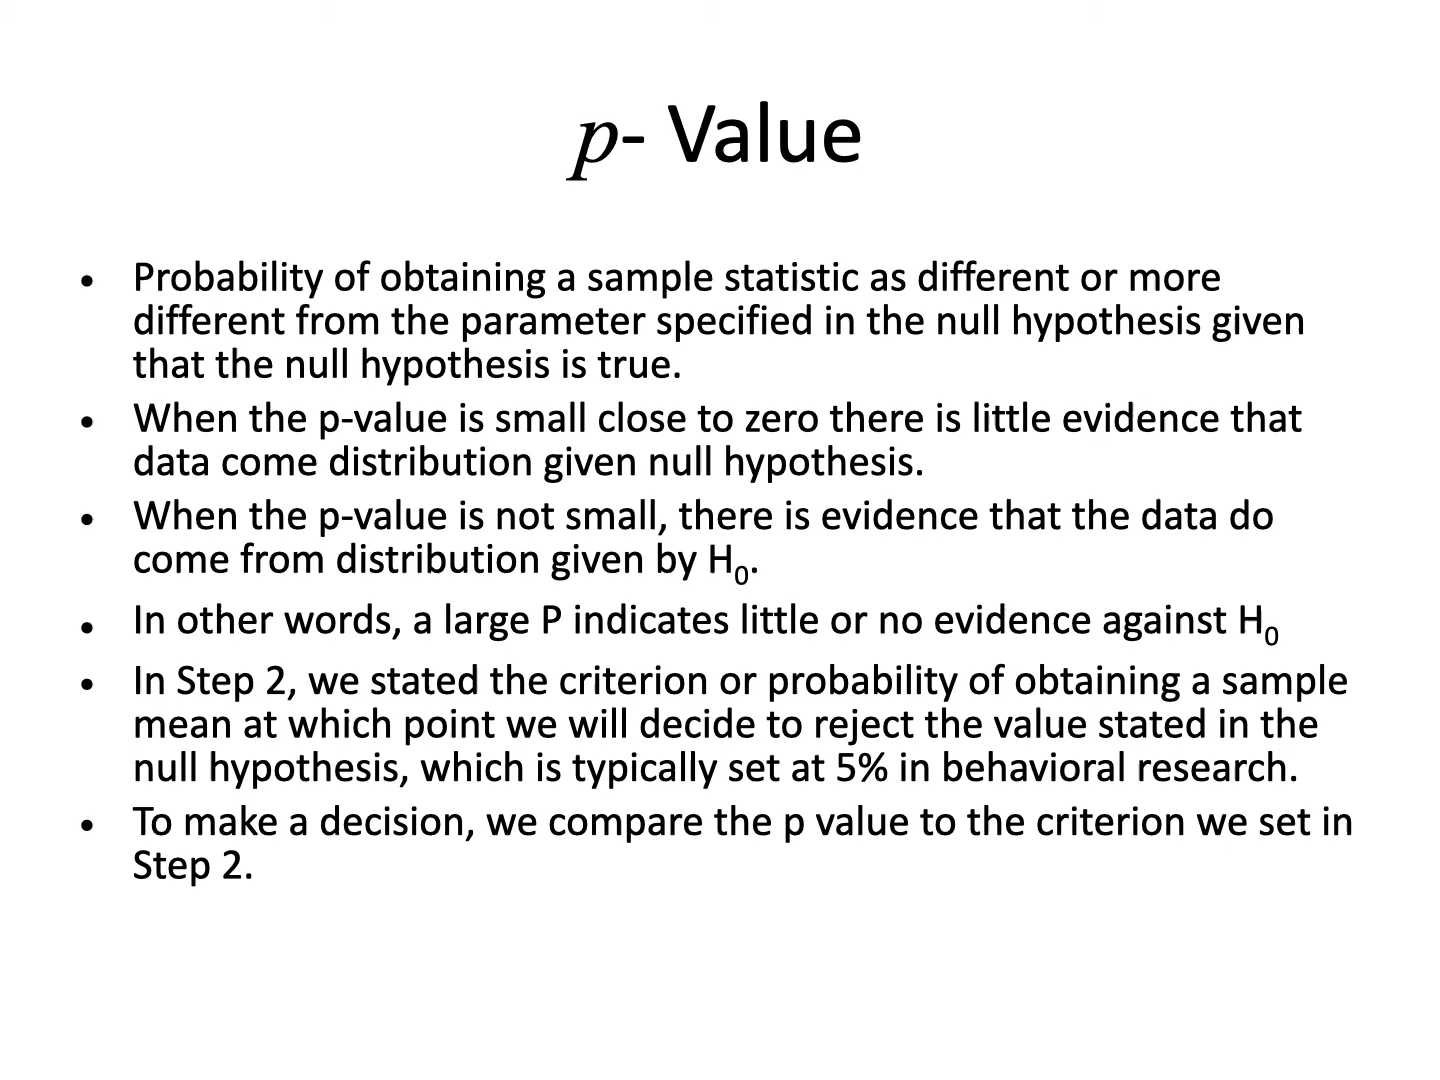 p- Value
• Probability of obtaining a sample statistic as different or more
different from the parameter specified in the null hypothesis given
that the null hypothesis is true.
• When the p-value is small close to zero there is little evidence that
data come distribution given null hypothesis.
• When the p-value is not small, there is evidence that the data do
come from distribution given by H₀.
• In other words, a large P indicates little or no evidence against H₀
• In Step 2, we stated the criterion or probability of obtaining a sample
mean at which point we will decide to reject the value stated in the
null hypothesis, which is typically set at 5% in behavioral research.
• To make a decision, we compare the p value to the criterion we set in
Step 2.